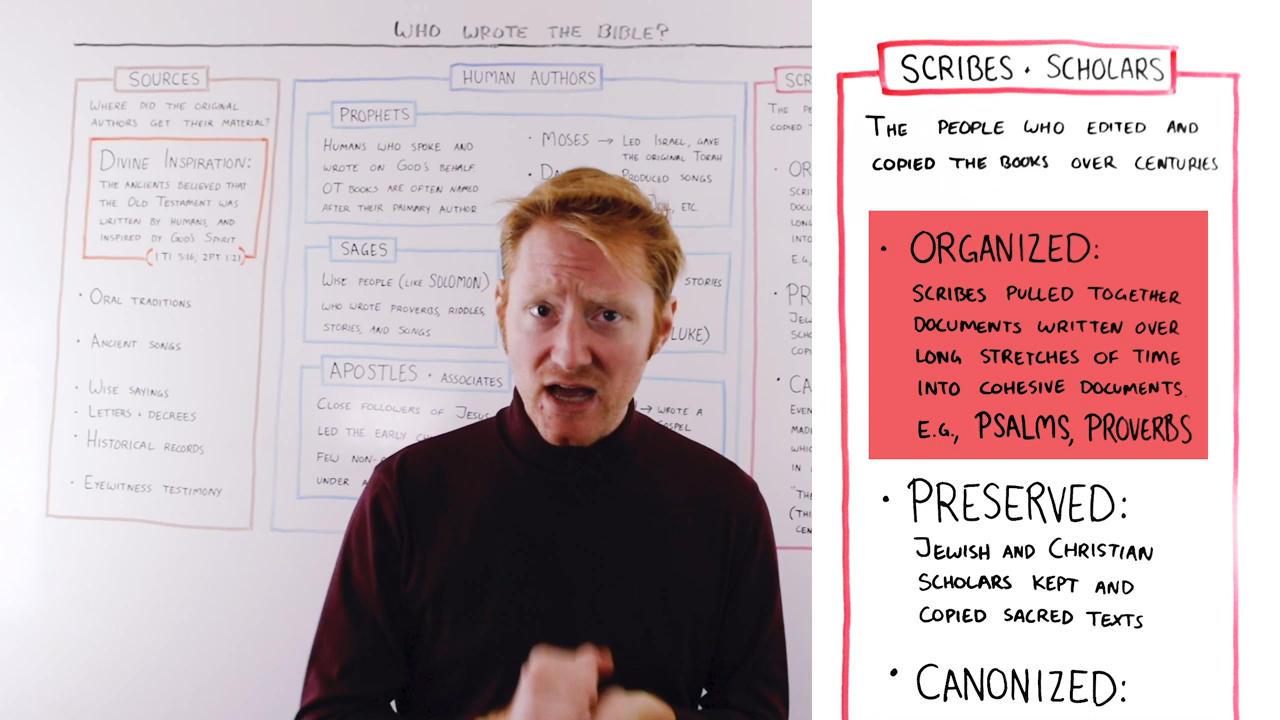 WHO WROTE THE BIBLE?
SOURCES
WHERE DID THE ORIGINAL
AUTHORS GET THEIR MATERIAL?
DIVINE INSPIRATION:
THE ANCIENTS BELIEVED THAT
THE OLD TESTAMENT WAS
WRITTEN BY HUMANS, AND
INSPIRED BY GOD'S SPIRIT
(1 TI 3:16; 2PT 1:21)
• ORAL TRADITIONS
• ANCIENT SONGS
• WISE SAYINGS
• LETTERS + DECREES
• HISTORICAL RECORDS
• EYEWITNESS TESTIMONY
HUMAN AUTHORS
PROPHETS
HUMANS WHO SPOKE AND
WROTE ON GOD'S BEHALF.
OT BOOKS ARE OFTEN NAMED
AFTER THEIR PRIMARY AUTHOR
• MOSES → LED ISRAEL, GAVE
THE ORIGINAL TORAH
PRODUCED SONGS
ETC.
SAGES
WISE PEOPLE (LIKE SOLOMON)
WHO WROTE PROVERBS, RIDDLES,
STORIES, AND SONGS
STORIES
LUKE)
APOSTLES + ASSOCIATES
CLOSE FOLLOWERS OF JESUS
LED THE EARLY
FEW
UNDER
→ WROTE A
GOSPEL
THE
COPIED
SCRIBES + SCHOLARS
THE PEOPLE WHO EDITED AND
COPIED THE BOOKS OVER CENTURIES
• ORGANIZED:
SCRIBES PULLED TOGETHER
DOCUMENTS WRITTEN OVER
LONG STRETCHES OF TIME
INTO COHESIVE DOCUMENTS.
E.G., PSALMS, PROVERBS
• PRESERVED:
JEWISH AND CHRISTIAN
SCHOLARS KEPT AND
COPIED SACRED TEXTS
• CANONIZED: